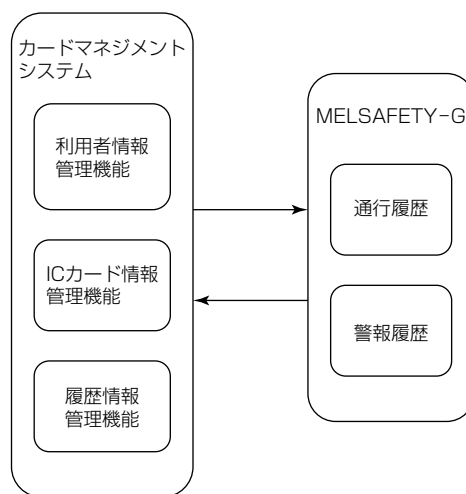 カードマネジメント
システム
利用者情報
管理機能
ICカード情報
管理機能
履歴情報
管理機能
MELSAFETY-G
通行履歴
警報履歴